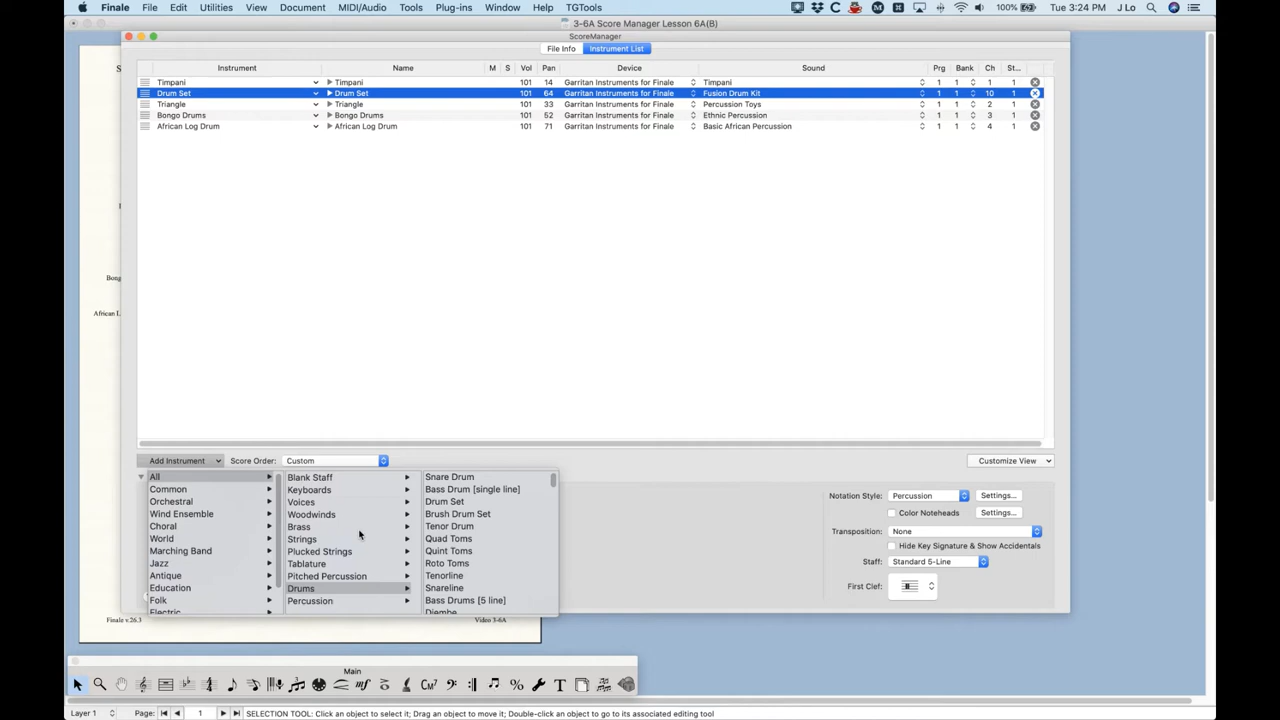 Finale File Edit Utilities View Document MIDI/Audio Tools Plug-ins Window Help TGTools 100% Tue 3:24 PM J Lo
3-6A Score Manager Lesson 6A(B)
ScoreManager
File Info Instrument List
Instrument Name M S Vol Pan Device Sound Prg Bank Ch St...
Timpani Timpani 101 14 Garritan Instruments for Finale Timpani 1 1 1 1
Drum Set Drum Set 101 64 Garritan Instruments for Finale Fusion Drum Kit 1 1 10 1
Triangle Triangle 101 33 Garritan Instruments for Finale Percussion Toys 1 1 2 1
Bongo Drums Bongo Drums 101 52 Garritan Instruments for Finale Ethnic Percussion 1 1 3 1
African Log Drum African Log Drum 101 71 Garritan Instruments for Finale Basic African Percussion 1 1 4 1
S
Bong
African L
Add Instrument Score Order: Custom Customize View
All Blank Staff Snare Drum
Common Keyboards Bass Drum [single line]
Orchestral Voices Drum Set
Wind Ensemble Woodwinds Brush Drum Set
Choral Brass Tenor Drum
World Strings Quad Toms
Marching Band Plucked Strings Quint Toms
Jazz Tablature Roto Toms
Antique Pitched Percussion Tenorline
Education Drums Snareline
Folk Percussion Bass Drums [5 line]
Electric Djembe
Notation Style: Percussion Settings...
Color Noteheads Settings...
Transposition: None
Hide Key Signature & Show Accidentals
Staff: Standard 5-Line
First Clef:
Finale v.26.3 Video 3-6A
Main
Layer 1 Page: 1 SELECTION TOOL: Click an object to select it; Drag an object to move it; Double-click an object to go to its associated editing tool